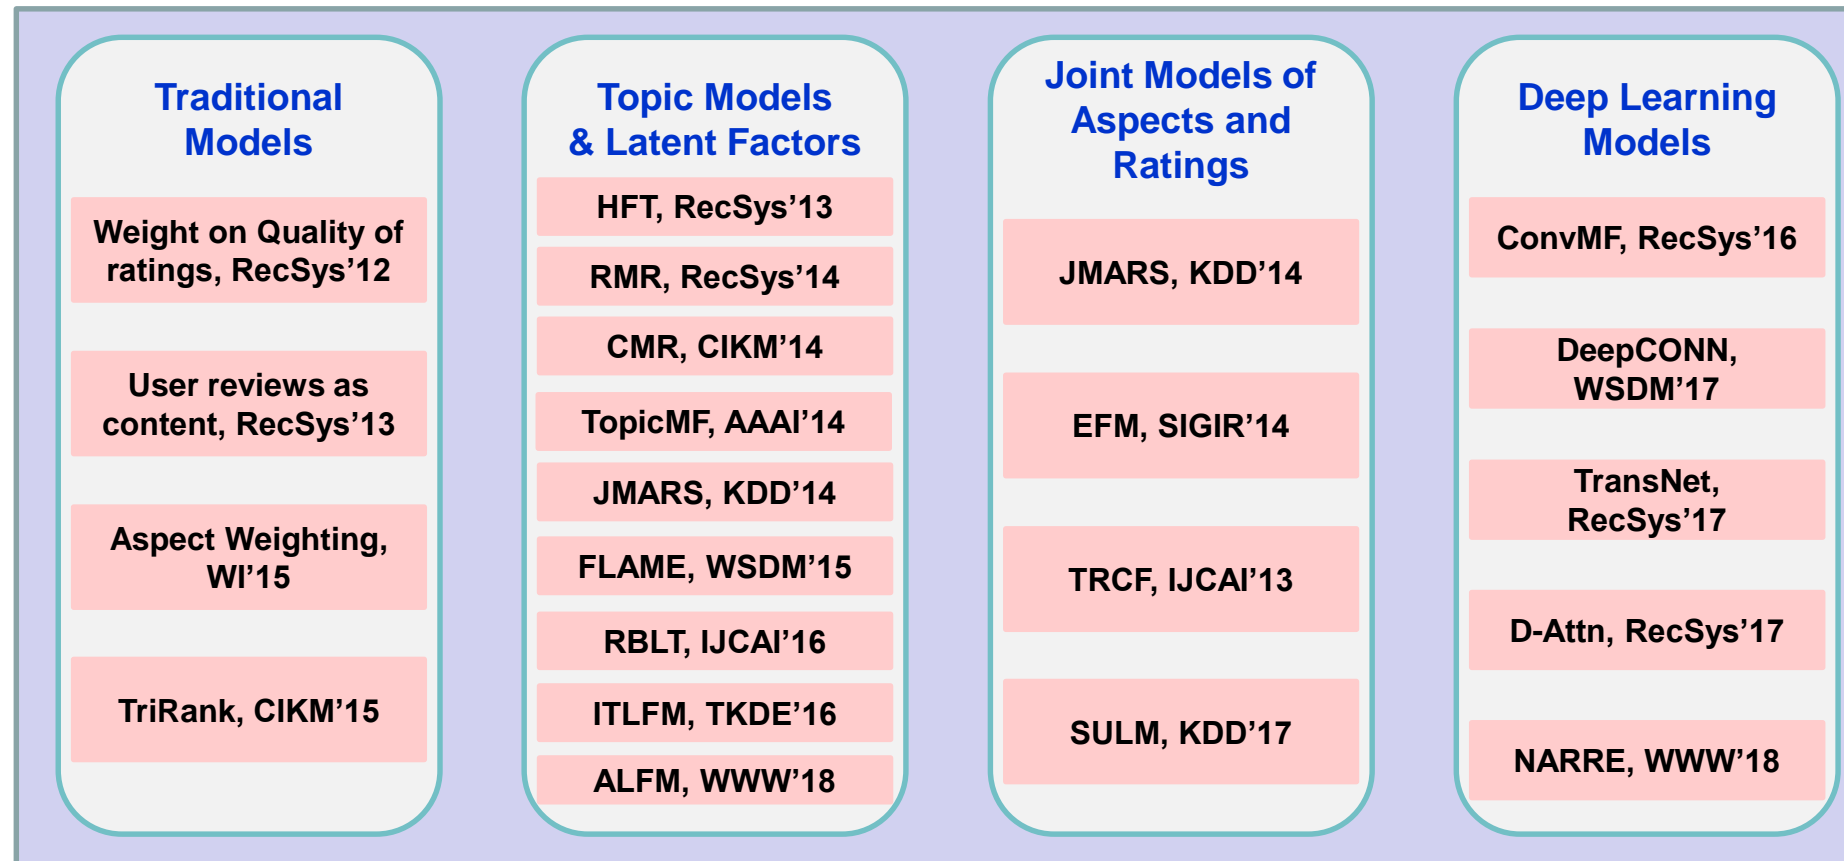 Traditional
Models
Weight on Quality of
ratings, RecSys’12
User reviews as
content, RecSys’13
Aspect Weighting,
WI’15
TriRank, CIKM’15
Topic Models
& Latent Factors
HFT, RecSys’13
RMR, RecSys’14
CMR, CIKM’14
TopicMF, AAAI’14
JMARS, KDD’14
FLAME, WSDM’15
RBLT, IJCAI’16
ITLFM, TKDE’16
ALFM, WWW’18
Joint Models of
Aspects and
Ratings
JMARS, KDD’14
EFM, SIGIR’14
TRCF, IJCAI’13
SULM, KDD’17
Deep Learning
Models
ConvMF, RecSys’16
DeepCONN,
WSDM’17
TransNet,
RecSys’17
D-Attn, RecSys’17
NARRE, WWW’18